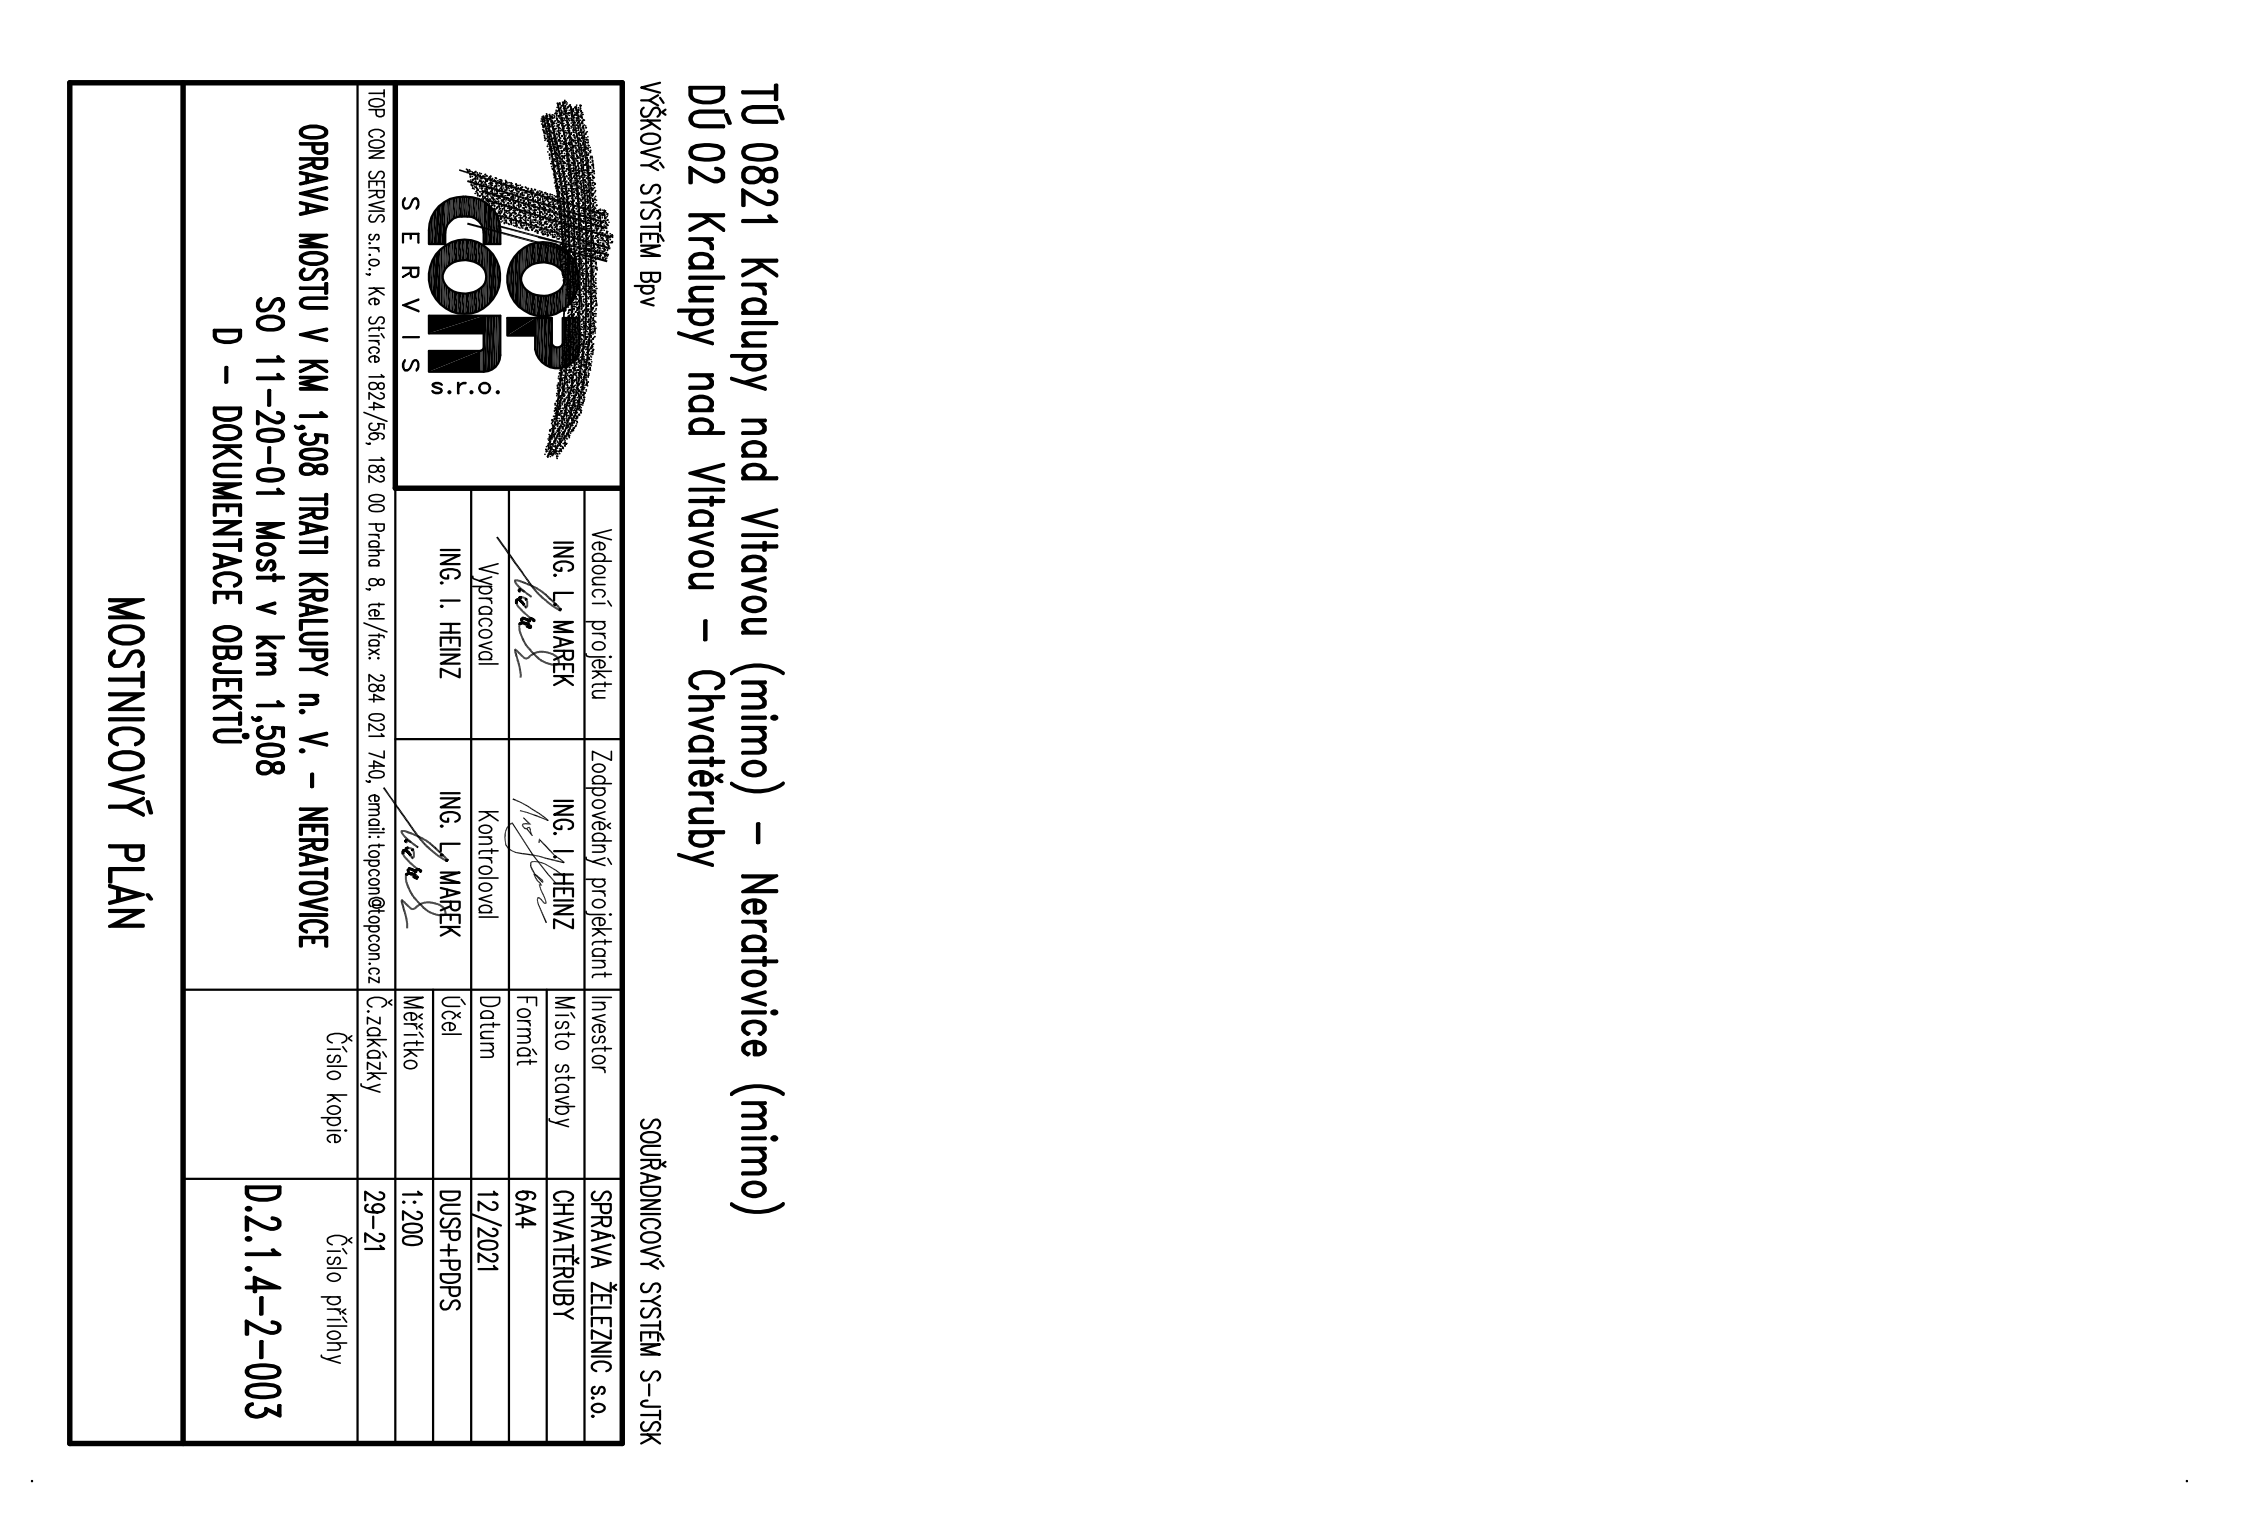 TÚ 0821 Kralupy nad Vltavou (mimo) – Neratovice (mimo)
DÚ 02 Kralupy nad Vltavou – Chvatěruby
VÝŠKOVÝ SYSTÉM Bpv
SOUŘADNICOVÝ SYSTÉM S–JTSK
TOP
CON
s.r.o.
SERVIS
Vedoucí projektu
Zodpovědný projektant
Investor
SPRÁVA ŽELEZNIC s.o.
ING. L. MAREK
ING. I. HEINZ
Místo stavby
CHVATĚRUBY
Formát
6A4
Vypracoval
Kontroloval
Datum
12/2021
ING. I. HEINZ
ING. L. MAREK
Účel
DUSP+PDPS
Měřítko
1:200
TOP CON SERVIS s.r.o., Ke Stírce 1824/56, 182 00 Praha 8, tel/fax: 284 021 740, email:topcon@topcon.cz
Č.zakázky
29–21
OPRAVA MOSTU V KM 1,508 TRATI KRALUPY n. V. – NERATOVICE
SO 11–20–01 Most v km 1,508
D – DOKUMENTACE OBJEKTŮ
Číslo kopie
Číslo přílohy
D.2.1.4–2–003
MOSTNICOVÝ PLÁN